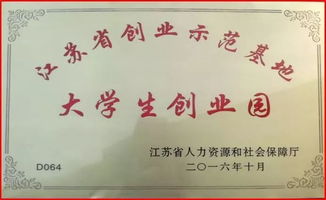 江苏省创业示范基地
大学生创业园
江苏省人力资源和社会保障厅
D064
二〇一六年十月